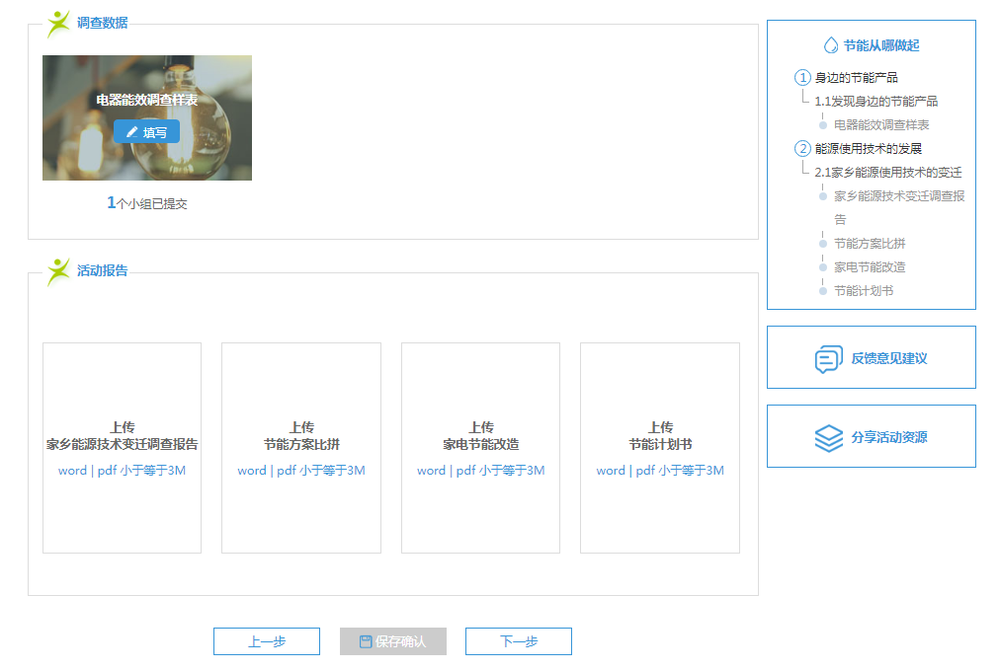 调查数据
电器能效调查样表
填写
1个小组已提交
活动报告
上传
家乡能源技术变迁调查报告
word | pdf 小于等于3M
上传
节能方案比拼
word | pdf 小于等于3M
上传
家电节能改造
word | pdf 小于等于3M
上传
节能计划书
word | pdf 小于等于3M
上一步
保存确认
下一步
节能从哪做起
1 身边的节能产品
1.1发现身边的节能产品
电器能效调查样表
2 能源使用技术的发展
2.1家乡能源使用技术的变迁
家乡能源技术变迁调查报
告
节能方案比拼
家电节能改造
节能计划书
反馈意见建议
分享活动资源